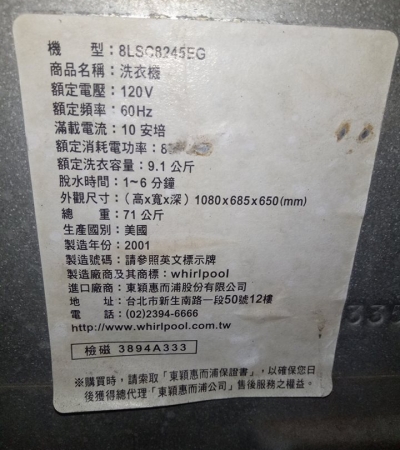 機　　型：8LSC8245EG
商品名稱：洗衣機
額定電壓：120V
額定頻率：60Hz
滿載電流：10 安培
額定消耗電功率：8
額定洗衣容量：9.1 公斤
脫水時間：1~6 分鐘
外觀尺寸：（高x寬x深）1080x685x650(mm)
總　　重：71 公斤
生產國別：美國
製造年份：2001
製造號碼：請參照英文標示牌
製造廠商及其商標：whirlpool
進口廠商：東穎惠而浦股份有限公司
地　　址：台北市新生南路一段50號12樓
電　　話：(02)2394-6666
http://www.whirlpool.com.tw
檢磁 3894A333
※購買時，請索取「東穎惠而浦保證書」，以確保您日
後獲得總代理「東穎惠而浦公司」售後服務之權益。